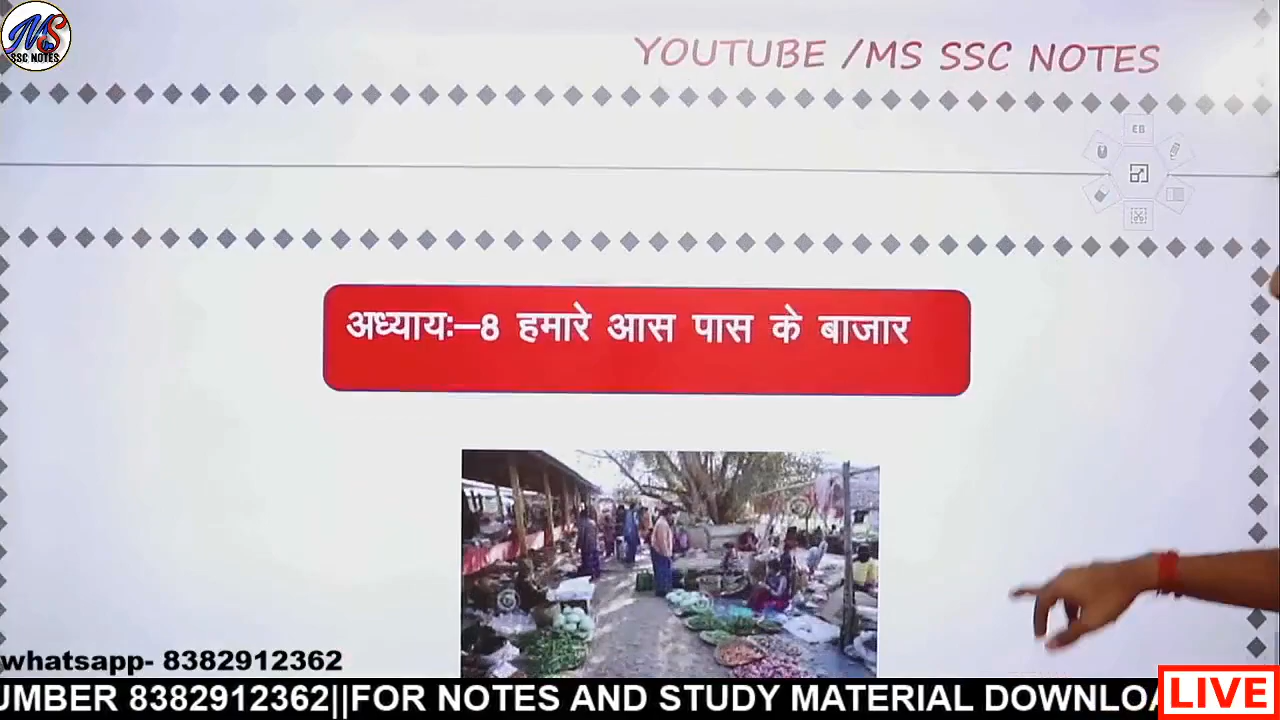 MS
SSC NOTES
YOUTUBE /MS SSC NOTES
EB
अध्यायः–8 हमारे आस पास के बाजार
whatsapp- 8382912362
UMBER 8382912362||FOR NOTES AND STUDY MATERIAL DOWNLOA
LIVE